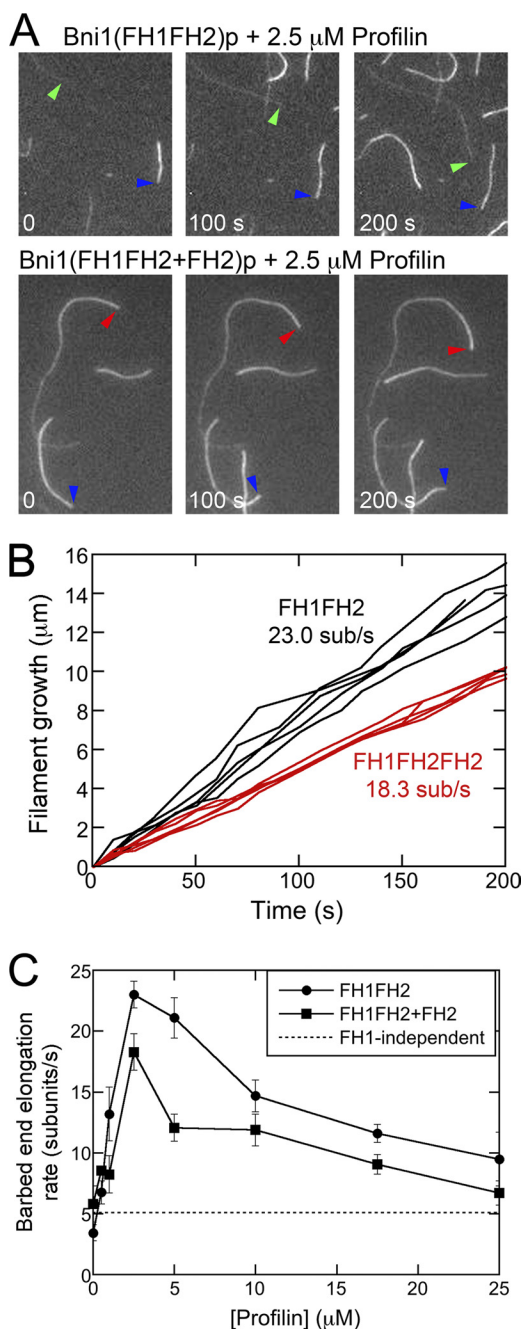 A
Bni1(FH1FH2)p + 2.5 μM Profilin
0
100 s
200 s
Bni1(FH1FH2+FH2)p + 2.5 μM Profilin
0
100 s
200 s
B
16
14
12
10
8
6
4
2
0
Filament growth (μm)
FH1FH2
23.0 sub/s
FH1FH2FH2
18.3 sub/s
0
50
100
150
200
Time (s)
C
25
20
15
10
5
0
Barbed end elongation
rate (subunits/s)
FH1FH2
FH1FH2+FH2
FH1-independent
0
5
10
15
20
25
[Profilin] (μM)